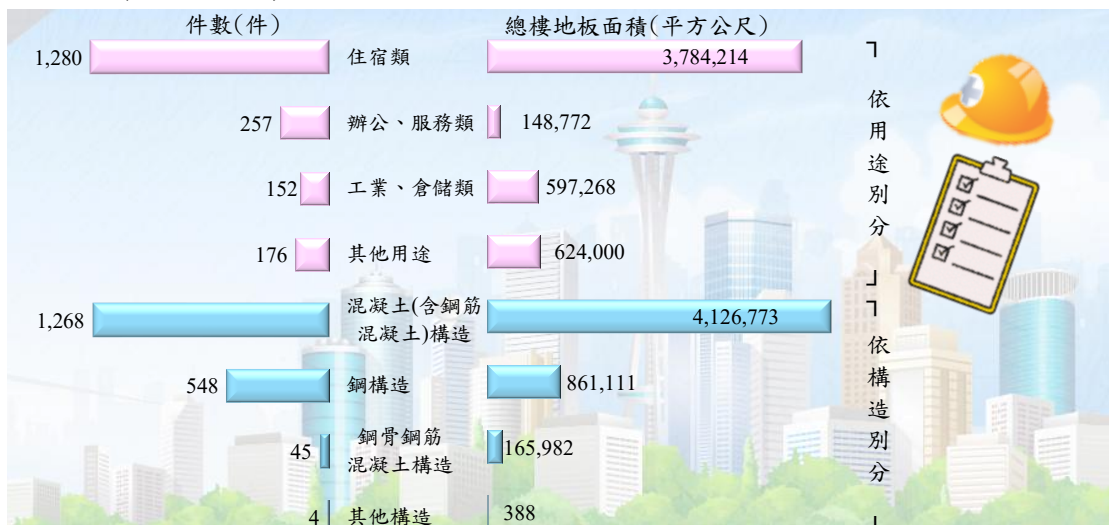 件數(件) 總樓地板面積(平方公尺)
1,280 住宿類 3,784,214
257 辦公、服務類 148,772
152 工業、倉儲類 597,268
176 其他用途 624,000
「依用途別分」
1,268 混凝土(含鋼筋
混凝土)構造 4,126,773
548 鋼構造 861,111
45 鋼骨鋼筋
混凝土構造 165,982
4 其他構造 388
「依構造別分」